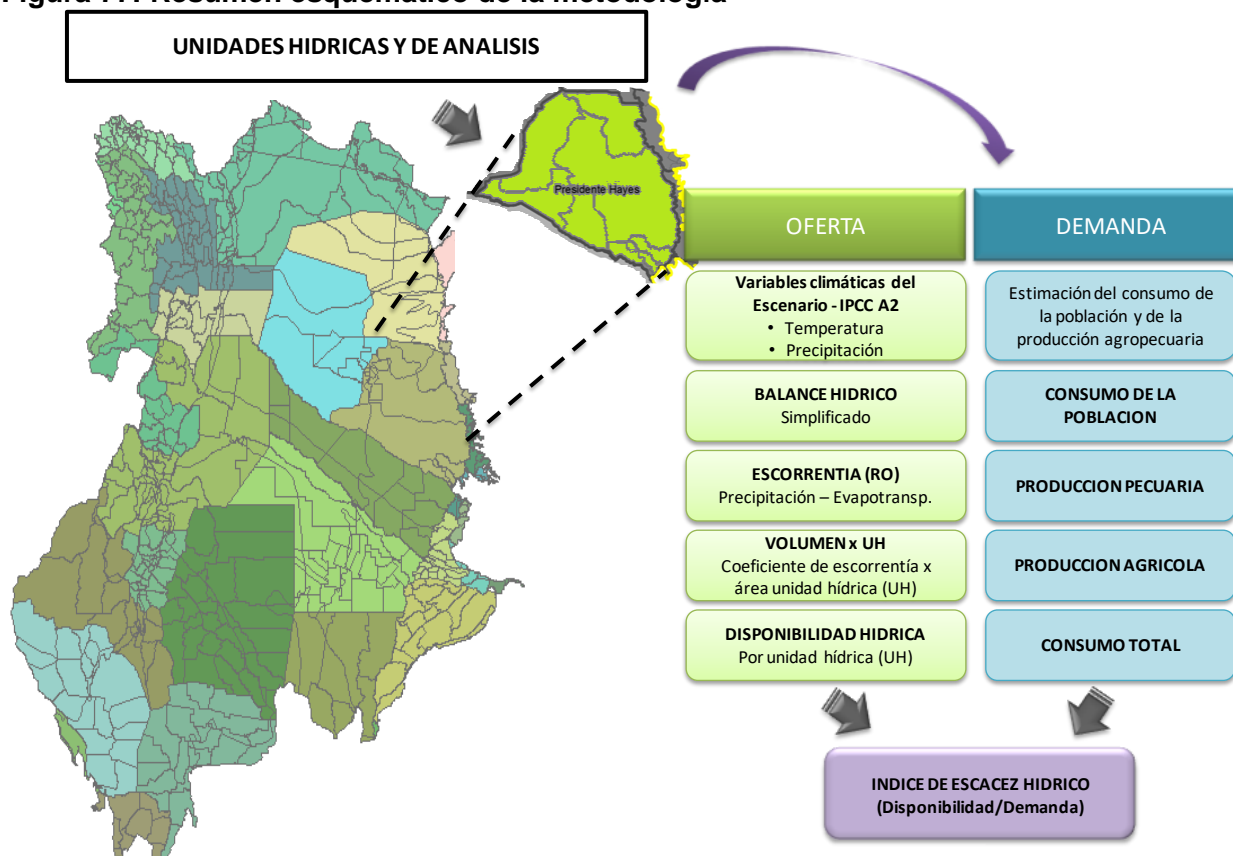 UNIDADES HIDRICAS Y DE ANALISIS
Presidente Hayes
OFERTA
Variables climáticas del
Escenario - IPCC A2
• Temperatura
• Precipitación
BALANCE HIDRICO
Simplificado
ESCORRENTIA (RO)
Precipitación – Evapotransp.
VOLUMEN x UH
Coeficiente de escorrentía x
área unidad hídrica (UH)
DISPONIBILIDAD HIDRICA
Por unidad hídrica (UH)
DEMANDA
Estimación del consumo de
la población y de la
producción agropecuaria
CONSUMO DE LA
POBLACION
PRODUCCION PECUARIA
PRODUCCION AGRICOLA
CONSUMO TOTAL
INDICE DE ESCACEZ HIDRICO
(Disponibilidad/Demanda)